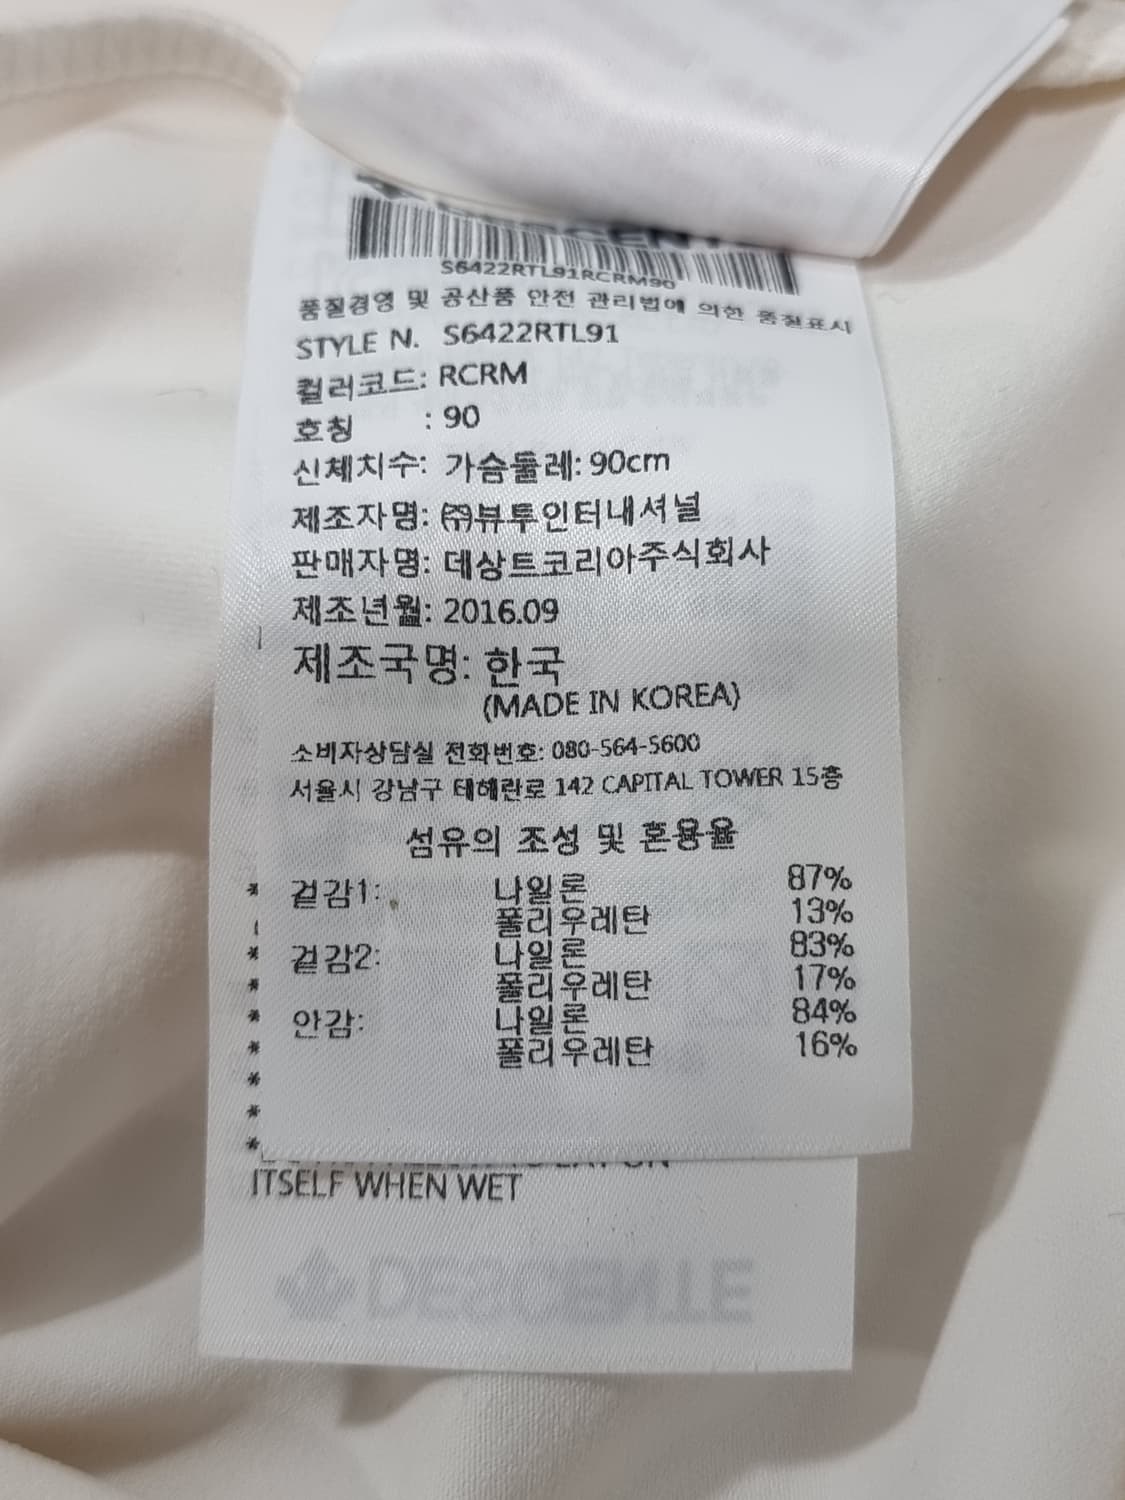 DESCENTE
S6422RTL91RCRM90
품질경영 및 공산품 안전 관리법에 의한 품질표시
STYLE N. S6422RTL91
컬러코드: RCRM
호칭 : 90
신체치수: 가슴둘레: 90cm
제조자명: ㈜뷰투인터내셔널
판매자명: 데상트코리아주식회사
제조년월: 2016.09
제조국명: 한국
(MADE IN KOREA)
소비자상담실 전화번호: 080-564-5600
서울시 강남구 테헤란로 142 CAPITAL TOWER 15층
섬유의 조성 및 혼용율
* 겉감1: 나일론 87%
폴리우레탄 13%
* 겉감2: 나일론 83%
* 폴리우레탄 17%
* 안감: 나일론 84%
* 폴리우레탄 16%
*
*
*
ITSELF WHEN WET
DESCENTE